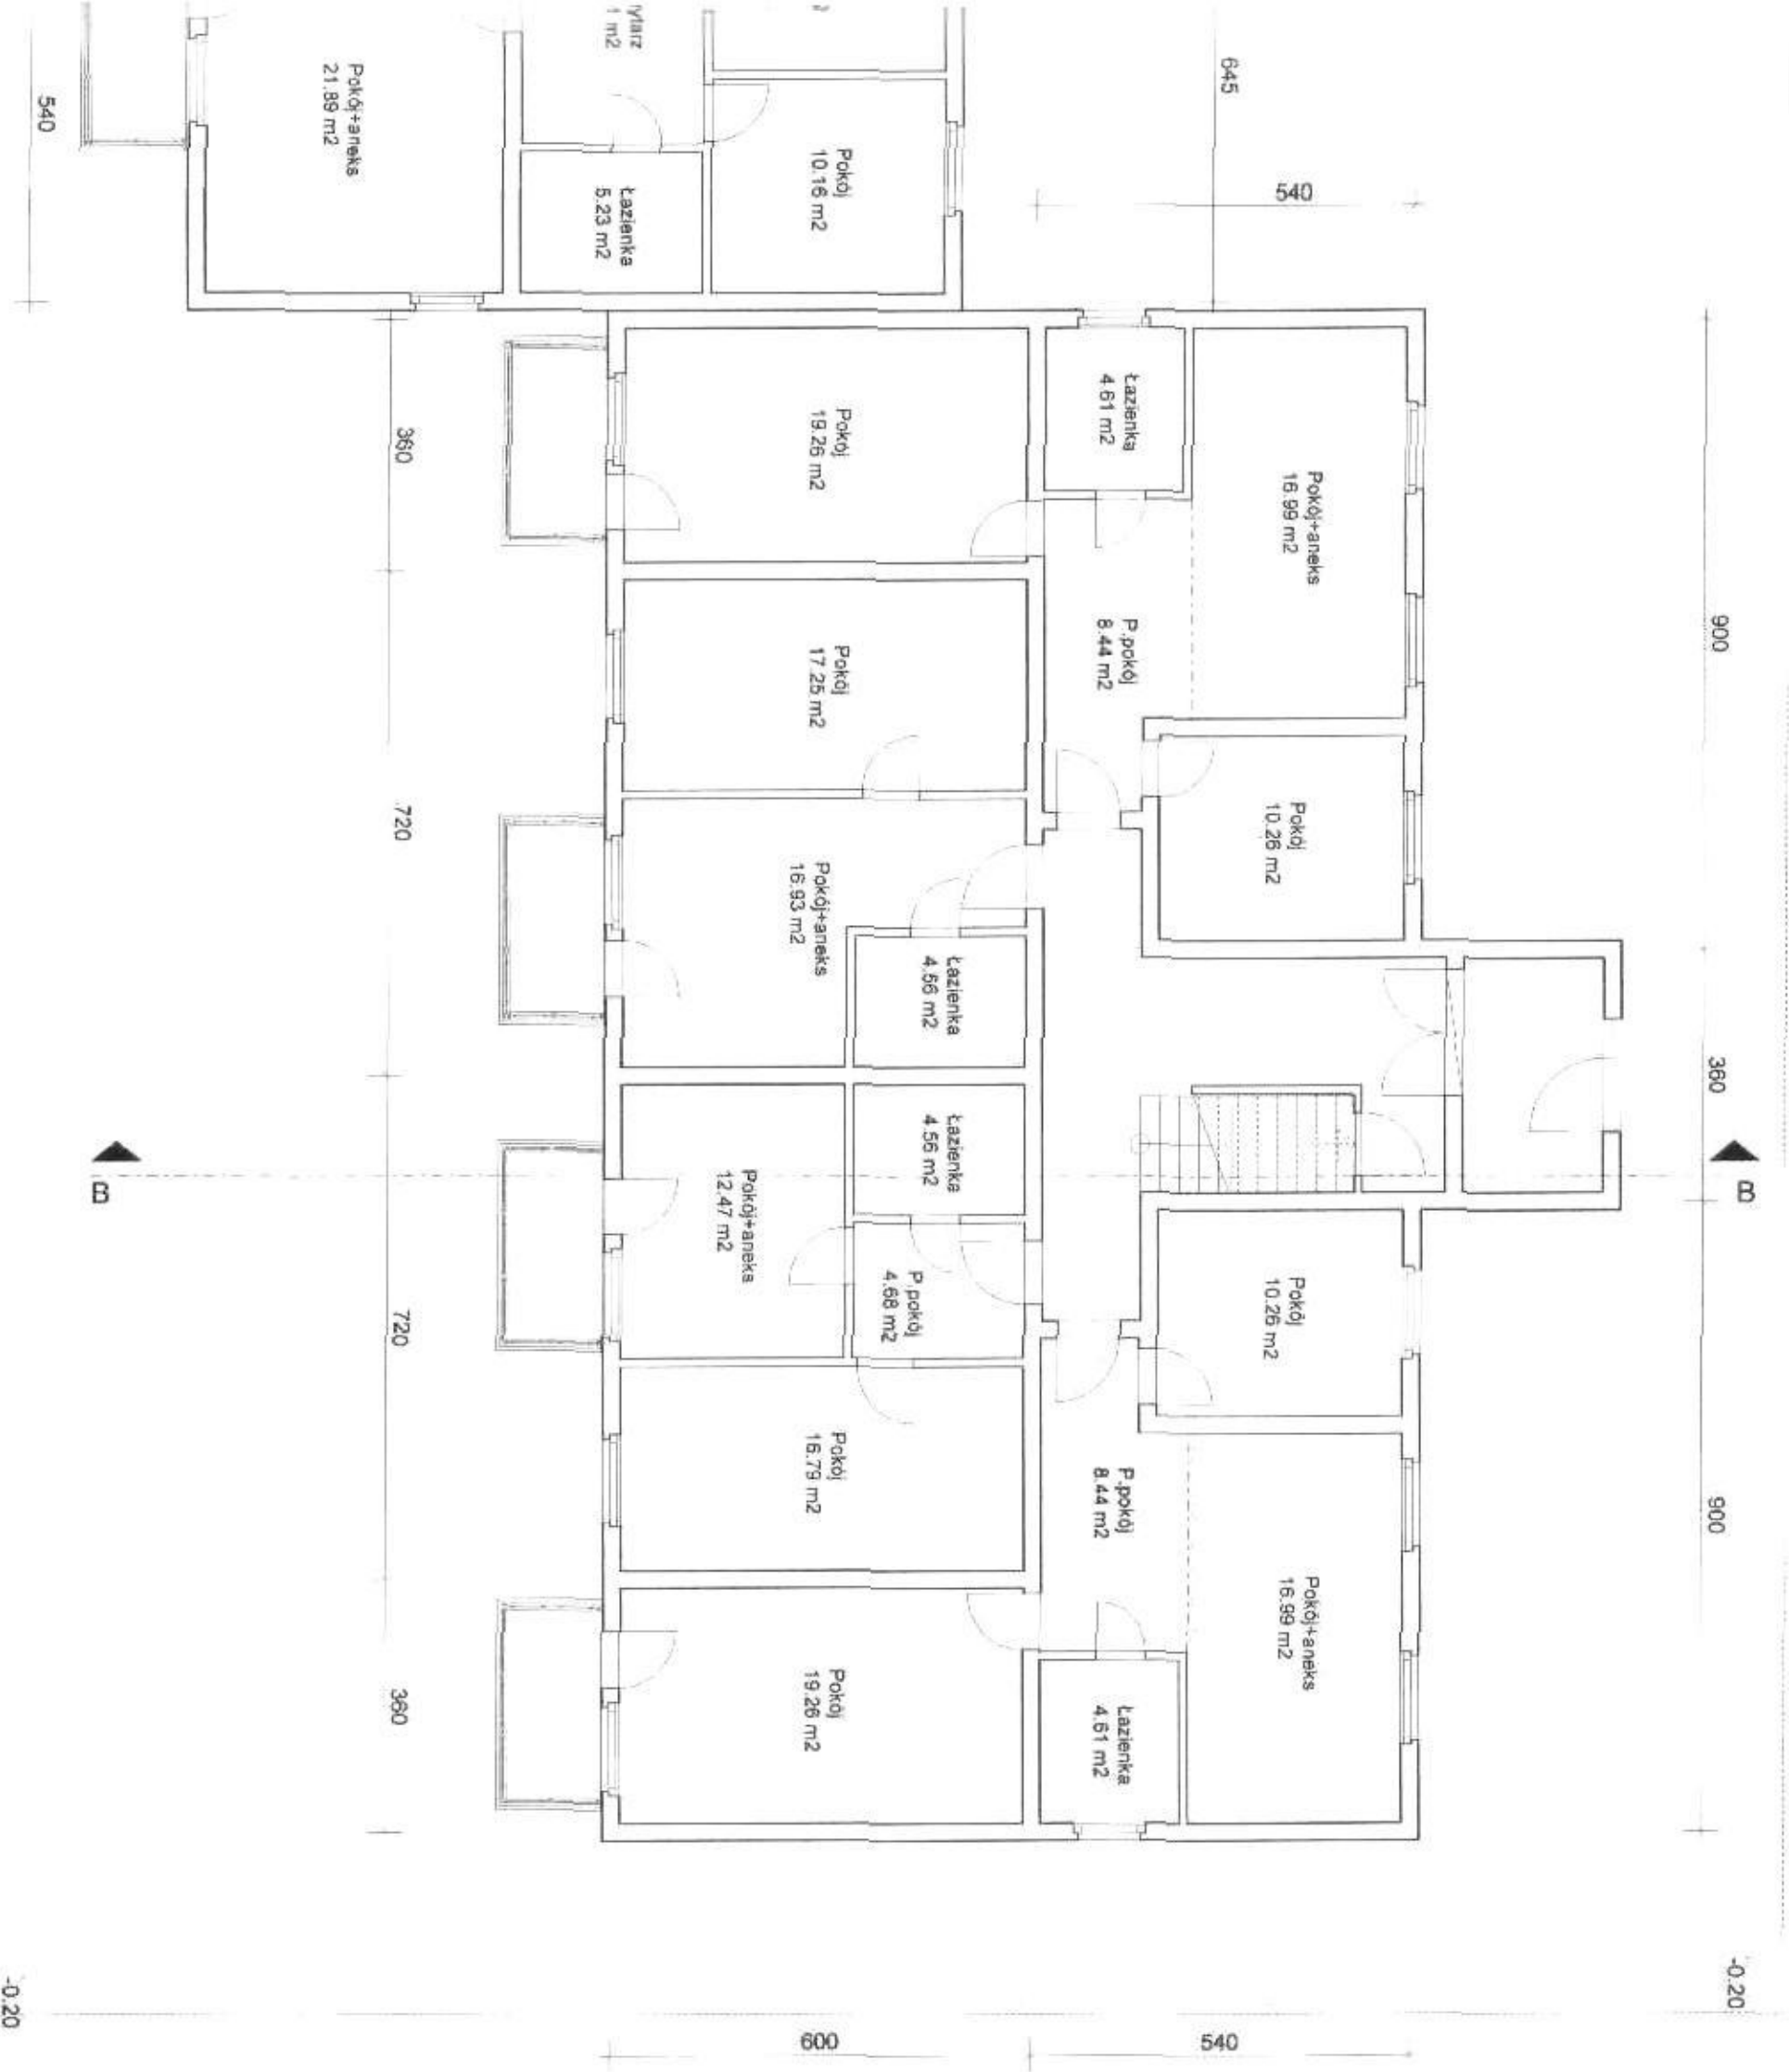 B
-0.20
900
360
900
Pokój+aneks
16.99 m2
Pokój
10.26 m2
Pokój
10.26 m2
Pokój+aneks
16.99 m2
540
540
645
Łazienka
4.61 m2
P.pokój
8.44 m2
P.pokój
8.44 m2
Łazienka
4.61 m2
Łazienka
4.56 m2
Łazienka
4.56 m2
P.pokój
4.68 m2
Pokój
10.16 m2
Pokój
19.26 m2
Pokój
17.25 m2
Pokój+aneks
16.93 m2
Pokój+aneks
12.47 m2
Pokój
16.79 m2
Pokój
19.26 m2
600
ytarz
1 m2
Łazienka
5.23 m2
Pokój+aneks
21.89 m2
360
720
720
360
540
B
-0.20